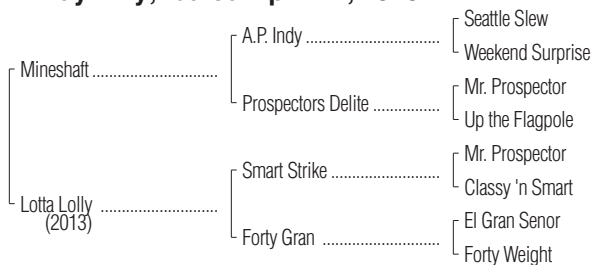 Seattle Slew
A.P. Indy
Weekend Surprise
Mineshaft
Mr. Prospector
Prospectors Delite
Up the Flagpole
Mr. Prospector
Smart Strike
Classy 'n Smart
Lotta Lolly
(2013)
El Gran Senor
Forty Gran
Forty Weight